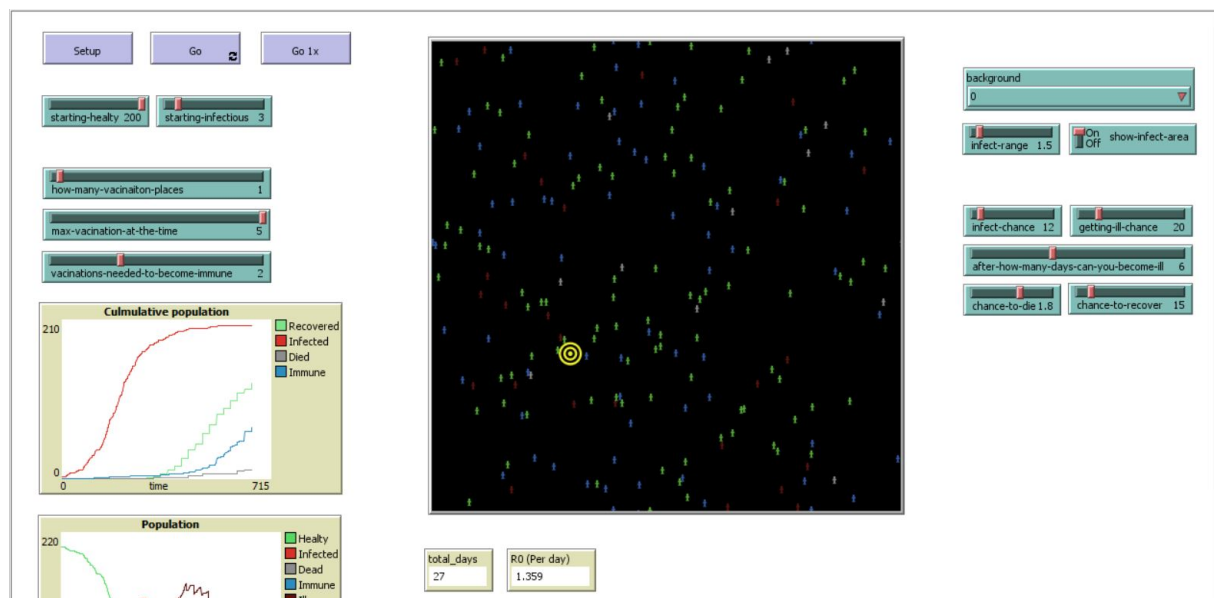 Setup
Go
Go 1x
starting-healty 200
starting-infectious 3
how-many-vacinaiton-places 1
max-vacination-at-the-time 5
vacinations-needed-to-become-immune 2
Culmulative population
210
0
0
time
715
Recovered
Infected
Died
Immune
Population
220
Healty
Infected
Dead
Immune
total_days
27
R0 (Per day)
1.359
background
0
infect-range 1.5
On
Off
show-infect-area
infect-chance 12
getting-ill-chance 20
after-how-many-days-can-you-become-ill 6
chance-to-die 1.8
chance-to-recover 15